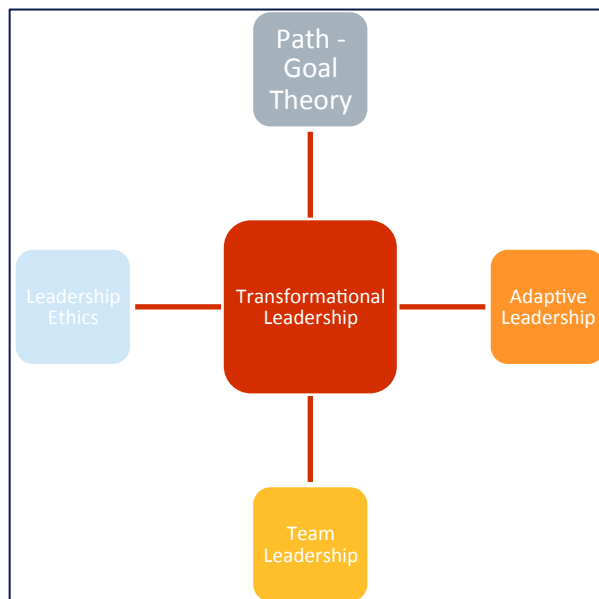 Path -
Goal
Theory
Leadership
Ethics
Transformational
Leadership
Adaptive
Leadership
Team
Leadership